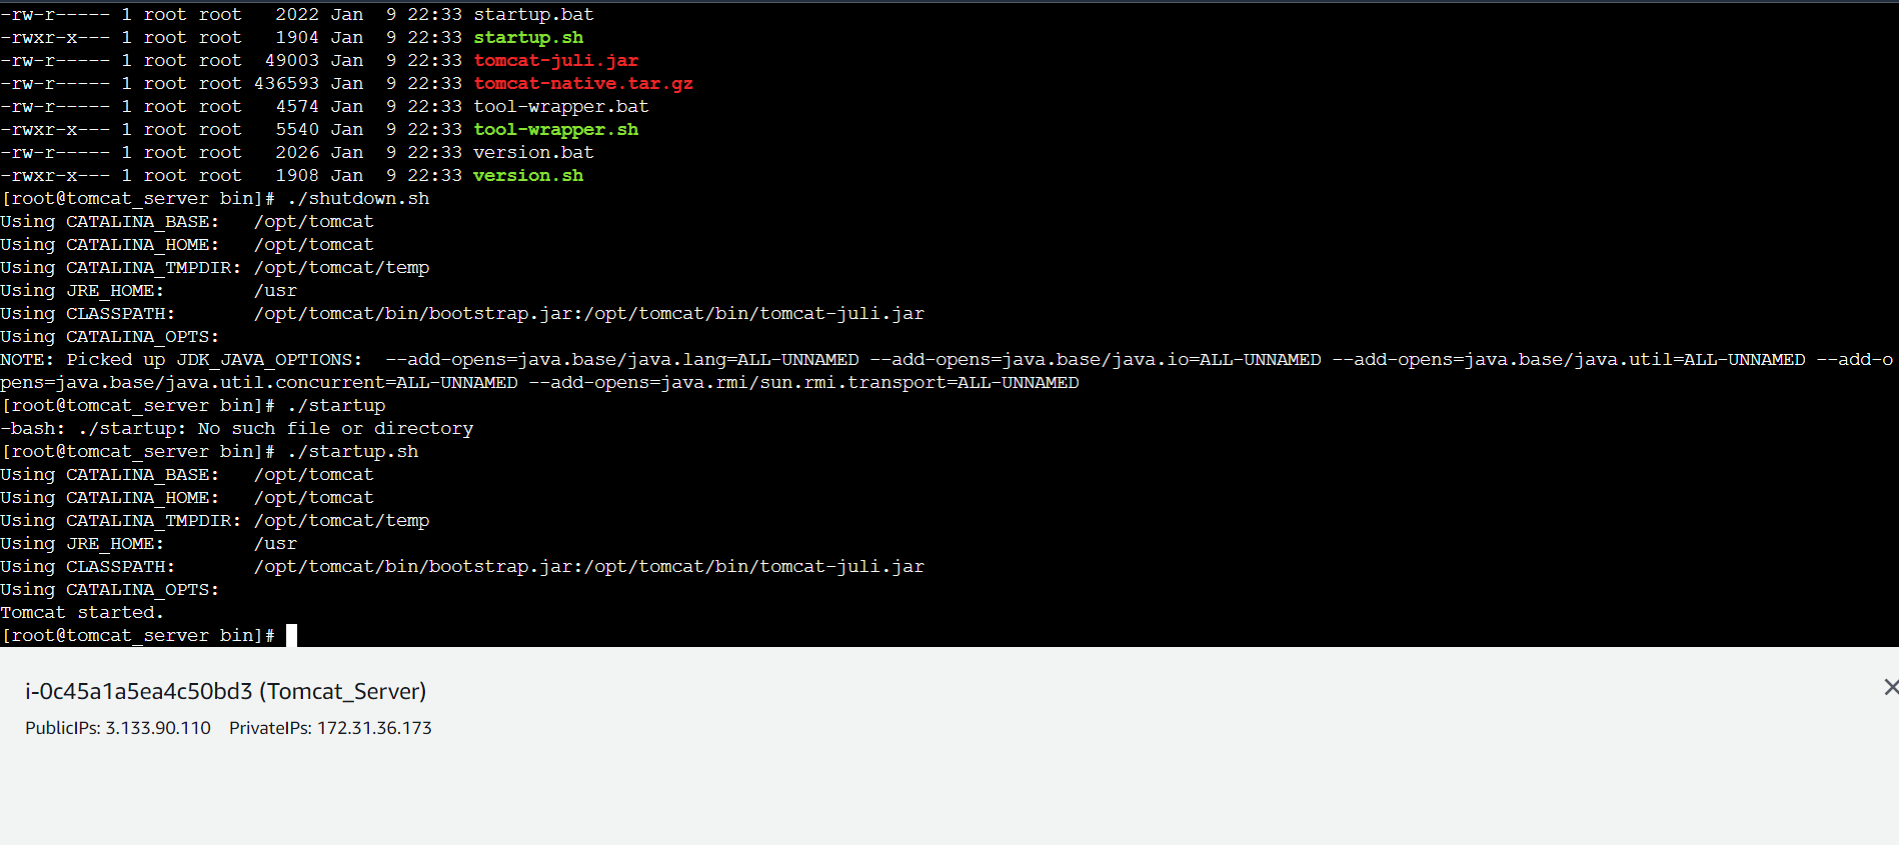 -rw-r----- 1 root root   2022 Jan  9 22:33 startup.bat
-rwxr-x--- 1 root root   1904 Jan  9 22:33 startup.sh
-rw-r----- 1 root root  49003 Jan  9 22:33 tomcat-juli.jar
-rw-r----- 1 root root 436593 Jan  9 22:33 tomcat-native.tar.gz
-rw-r----- 1 root root   4574 Jan  9 22:33 tool-wrapper.bat
-rwxr-x--- 1 root root   5540 Jan  9 22:33 tool-wrapper.sh
-rw-r----- 1 root root   2026 Jan  9 22:33 version.bat
-rwxr-x--- 1 root root   1908 Jan  9 22:33 version.sh
[root@tomcat_server bin]# ./shutdown.sh
Using CATALINA_BASE:   /opt/tomcat
Using CATALINA_HOME:   /opt/tomcat
Using CATALINA_TMPDIR: /opt/tomcat/temp
Using JRE_HOME:        /usr
Using CLASSPATH:       /opt/tomcat/bin/bootstrap.jar:/opt/tomcat/bin/tomcat-juli.jar
Using CATALINA_OPTS:
NOTE: Picked up JDK_JAVA_OPTIONS:  --add-opens=java.base/java.lang=ALL-UNNAMED --add-opens=java.base/java.io=ALL-UNNAMED --add-opens=java.base/java.util=ALL-UNNAMED --add-o
pens=java.base/java.util.concurrent=ALL-UNNAMED --add-opens=java.rmi/sun.rmi.transport=ALL-UNNAMED
[root@tomcat_server bin]# ./startup
-bash: ./startup: No such file or directory
[root@tomcat_server bin]# ./startup.sh
Using CATALINA_BASE:   /opt/tomcat
Using CATALINA_HOME:   /opt/tomcat
Using CATALINA_TMPDIR: /opt/tomcat/temp
Using JRE_HOME:        /usr
Using CLASSPATH:       /opt/tomcat/bin/bootstrap.jar:/opt/tomcat/bin/tomcat-juli.jar
Using CATALINA_OPTS:
Tomcat started.
[root@tomcat_server bin]#
i-0c45a1a5ea4c50bd3 (Tomcat_Server)
PublicIPs: 3.133.90.110    PrivateIPs: 172.31.36.173